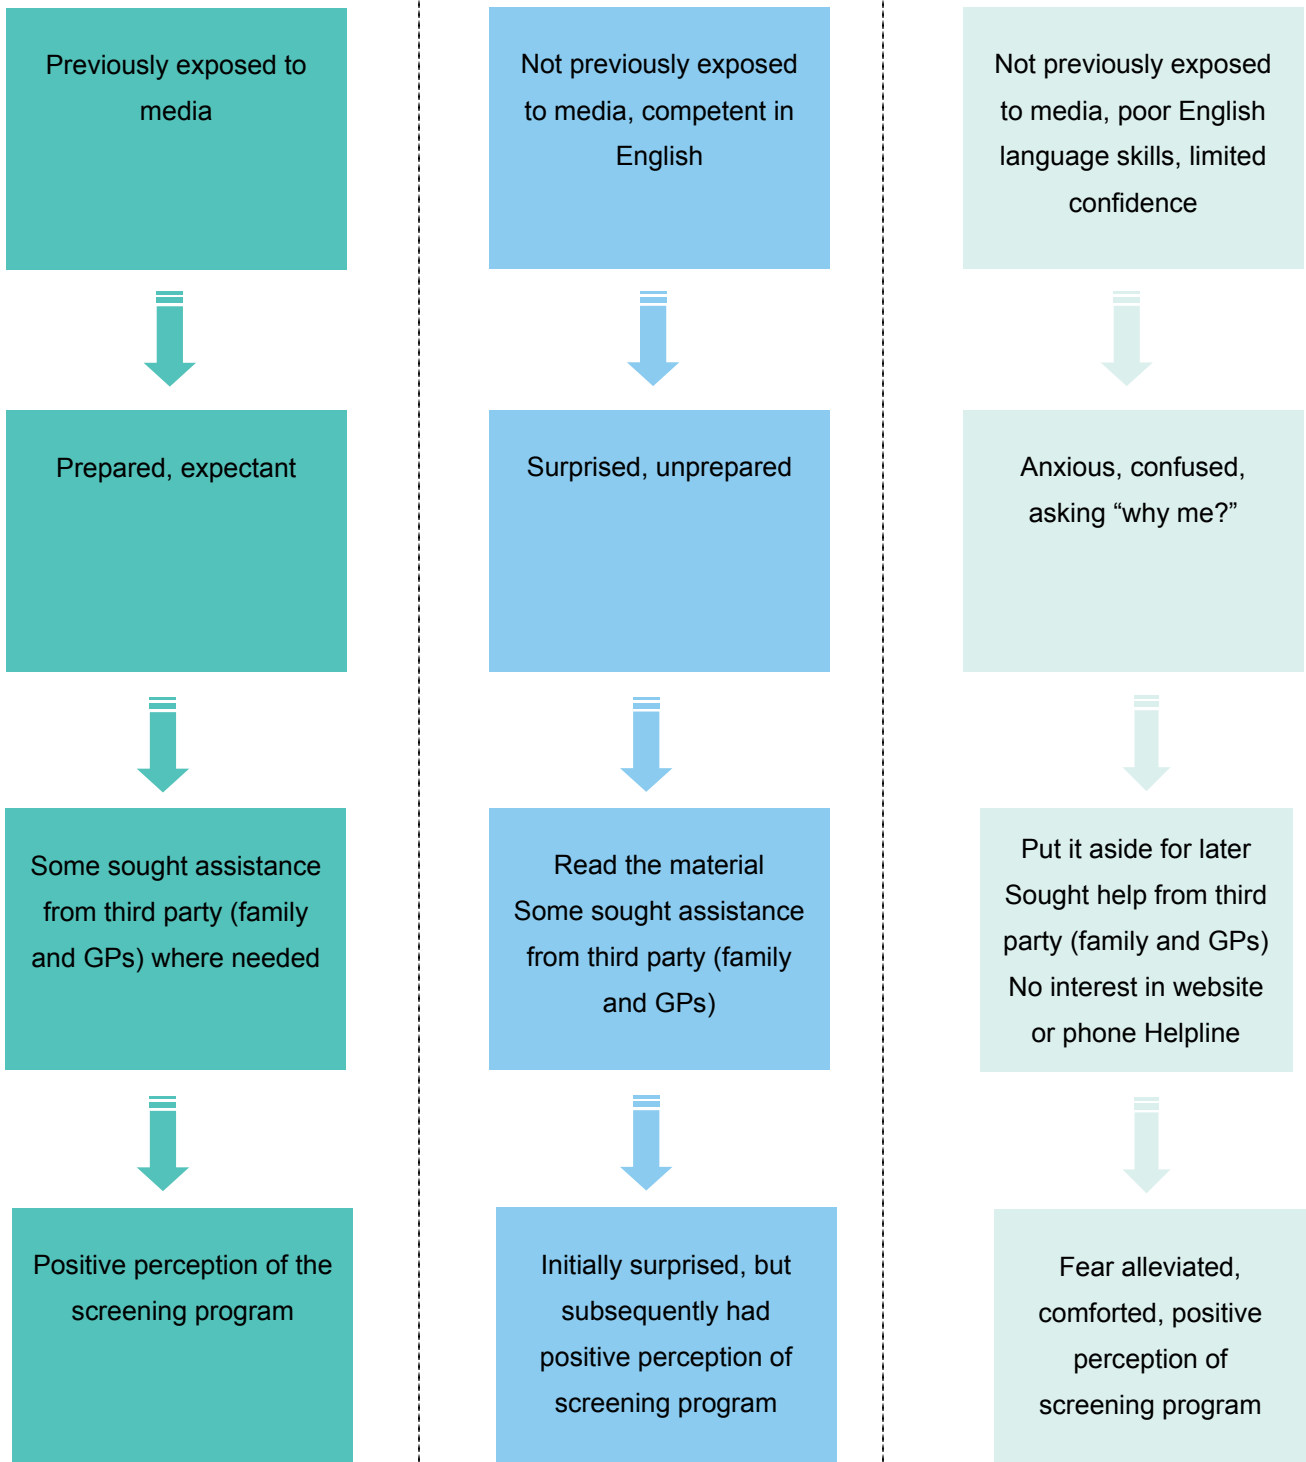 Previously exposed to
media
Not previously exposed
to media, competent in
English
Not previously exposed
to media, poor English
language skills, limited
confidence
Prepared, expectant
Surprised, unprepared
Anxious, confused,
asking “why me?”
Some sought assistance
from third party (family
and GPs) where needed
Read the material
Some sought assistance
from third party (family
and GPs)
Put it aside for later
Sought help from third
party (family and GPs)
No interest in website
or phone Helpline
Positive perception of the
screening program
Initially surprised, but
subsequently had
positive perception of
screening program
Fear alleviated,
comforted, positive
perception of
screening program